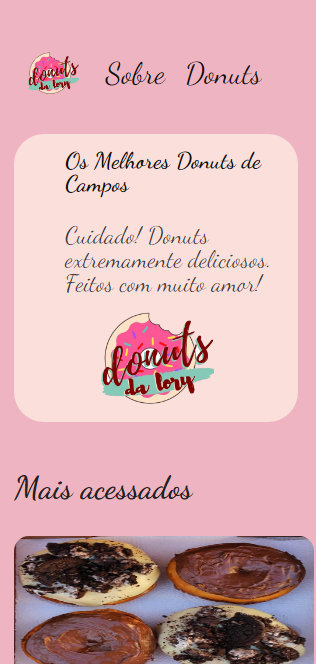 donuts
da lory
Sobre Donuts
Os Melhores Donuts de
Campos
Cuidado! Donuts
extremamente deliciosos.
Feitos com muito amor!
donuts
da lory
Mais acessados